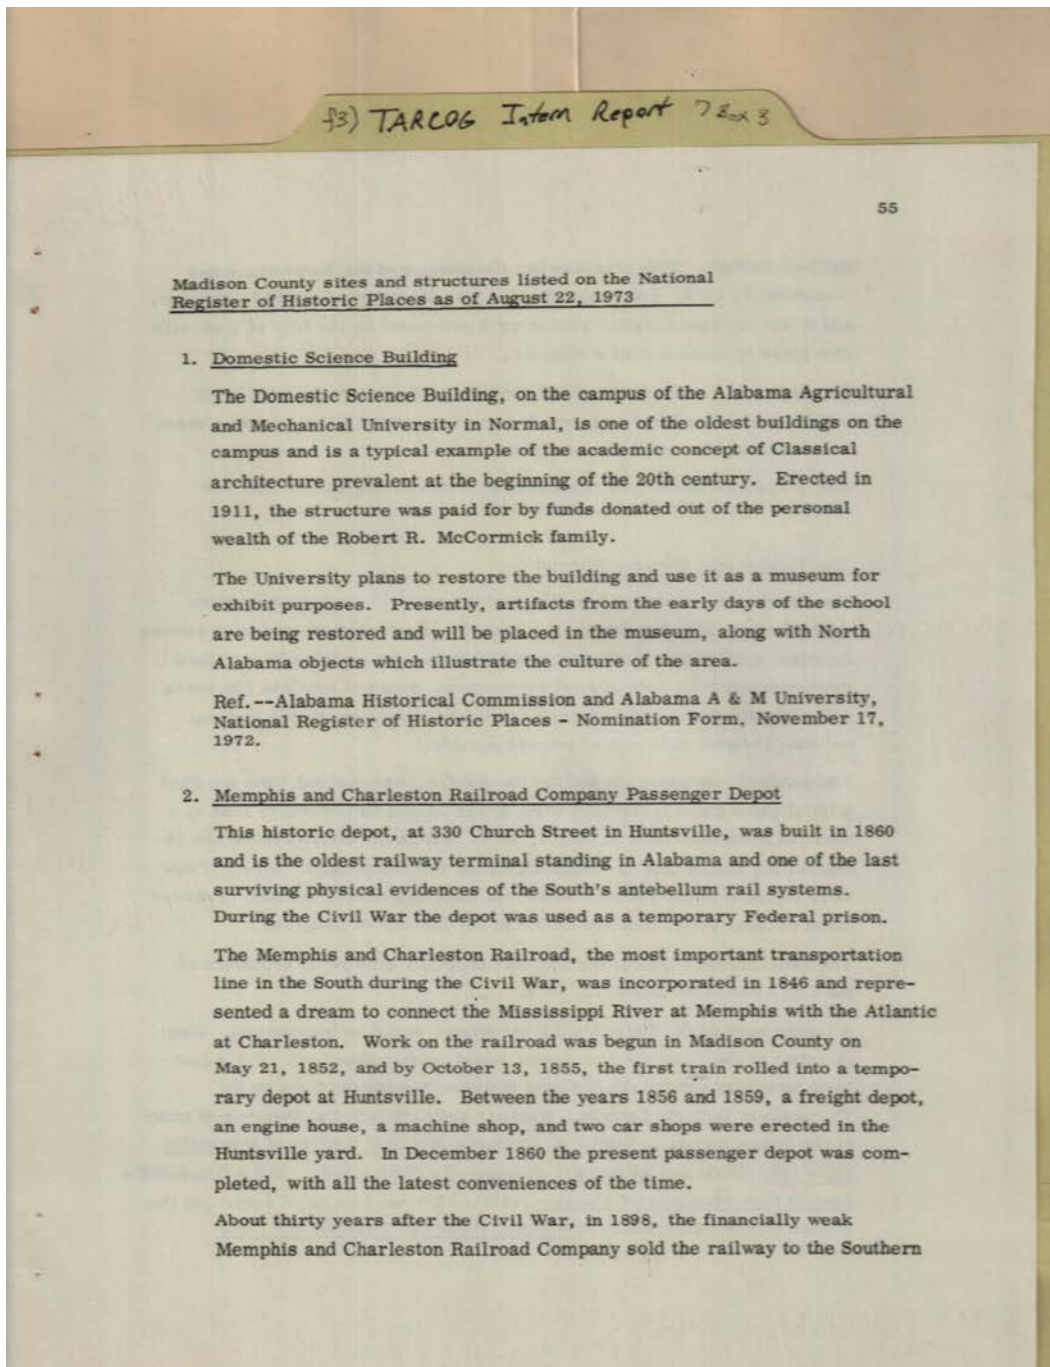 f3) TARCOG Intern Report 7 Box 3
55
Madison County sites and structures listed on the National
Register of Historic Places as of August 22, 1973
1. Domestic Science Building
The Domestic Science Building, on the campus of the Alabama Agricultural
and Mechanical University in Normal, is one of the oldest buildings on the
campus and is a typical example of the academic concept of Classical
architecture prevalent at the beginning of the 20th century. Erected in
1911, the structure was paid for by funds donated out of the personal
wealth of the Robert R. McCormick family.
The University plans to restore the building and use it as a museum for
exhibit purposes. Presently, artifacts from the early days of the school
are being restored and will be placed in the museum, along with North
Alabama objects which illustrate the culture of the area.
Ref.--Alabama Historical Commission and Alabama A & M University,
National Register of Historic Places - Nomination Form, November 17,
1972.
2. Memphis and Charleston Railroad Company Passenger Depot
This historic depot, at 330 Church Street in Huntsville, was built in 1860
and is the oldest railway terminal standing in Alabama and one of the last
surviving physical evidences of the South's antebellum rail systems.
During the Civil War the depot was used as a temporary Federal prison.
The Memphis and Charleston Railroad, the most important transportation
line in the South during the Civil War, was incorporated in 1846 and repre-
sented a dream to connect the Mississippi River at Memphis with the Atlantic
at Charleston. Work on the railroad was begun in Madison County on
May 21, 1852, and by October 13, 1855, the first train rolled into a tempo-
rary depot at Huntsville. Between the years 1856 and 1859, a freight depot,
an engine house, a machine shop, and two car shops were erected in the
Huntsville yard. In December 1860 the present passenger depot was com-
pleted, with all the latest conveniences of the time.
About thirty years after the Civil War, in 1898, the financially weak
Memphis and Charleston Railroad Company sold the railway to the Southern